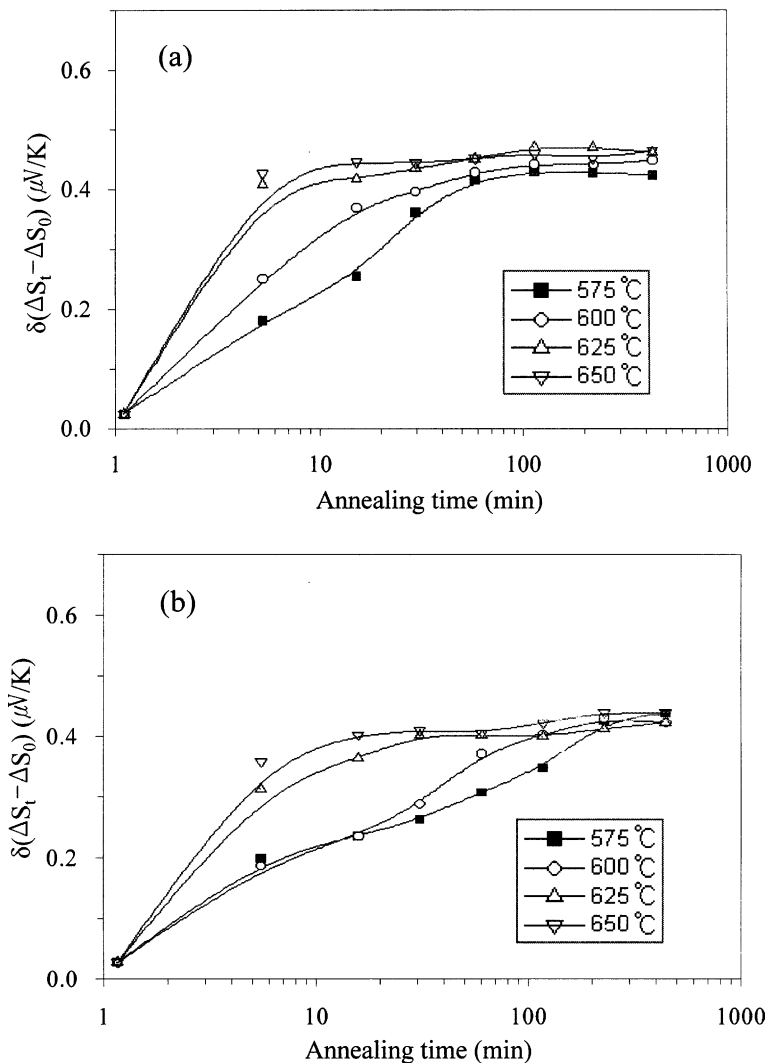 (a)
0.6
0.4
0.2
0.0
δ(ΔSₜ−ΔS₀) (μV/K)
575 °C
600 °C
625 °C
650 °C
1
10
100
1000
Annealing time (min)
(b)
0.6
0.4
0.2
0.0
δ(ΔSₜ−ΔS₀) (μV/K)
575 °C
600 °C
625 °C
650 °C
1
10
100
1000
Annealing time (min)